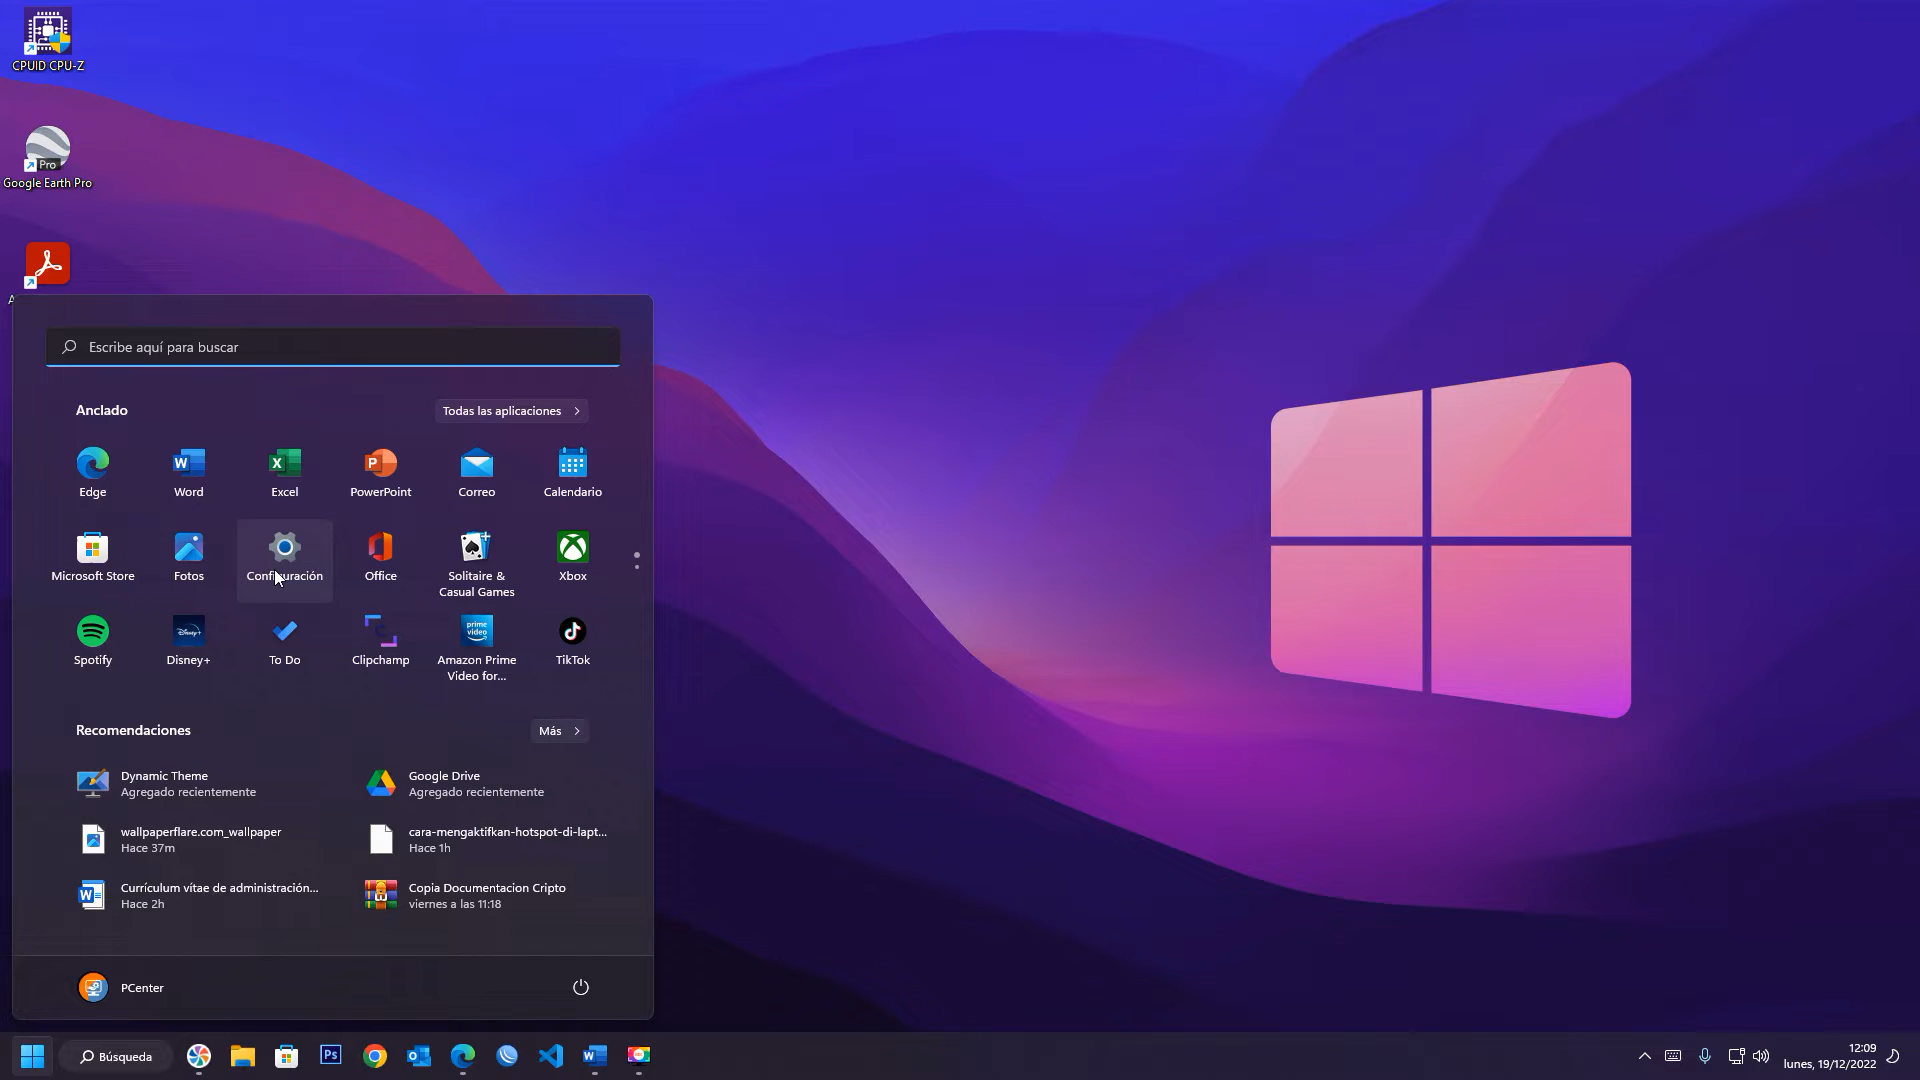 CPUID CPU-Z
Pro
Google Earth Pro
Escribe aquí para buscar
Anclado
Todas las aplicaciones
Edge
Word
Excel
PowerPoint
Correo
Calendario
Microsoft Store
Fotos
Configuración
Office
Solitaire &
Casual Games
Xbox
Disney+
prime
video
Spotify
Disney+
To Do
Clipchamp
Amazon Prime
Video for...
TikTok
Recomendaciones
Más
Dynamic Theme
Agregado recientemente
Google Drive
Agregado recientemente
wallpaperflare.com_wallpaper
Hace 37m
cara-mengaktifkan-hotspot-di-lapt...
Hace 1h
Currículum vítae de administración...
Hace 2h
Copia Documentacion Cripto
viernes a las 11:18
PCenter
Búsqueda
Ps
12:09
lunes, 19/12/2022